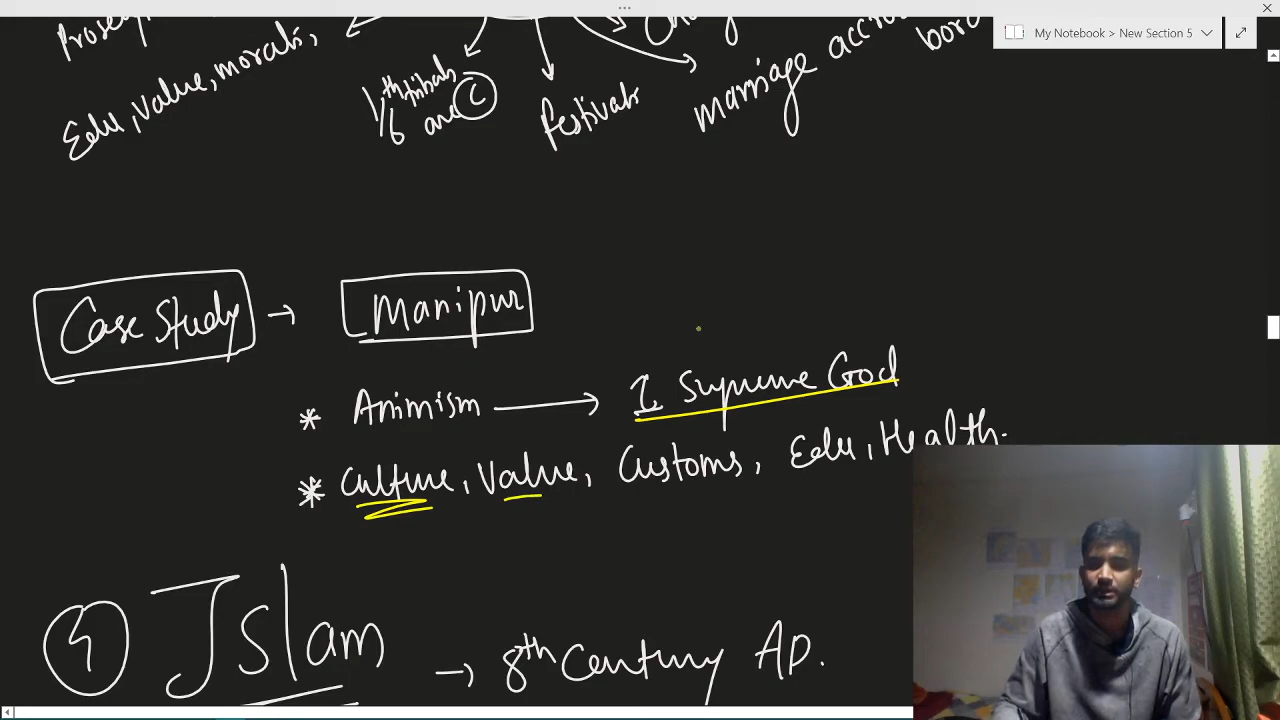 My Notebook > New Section 5
Edu, Value, morals,
1/6th tribals
are C
festivals
marriage
Case Study → Manipur
* Animism → 1 Supreme God
* Culture, Value, Customs, Edu, Health.
4 Islam → 8th Century AD.